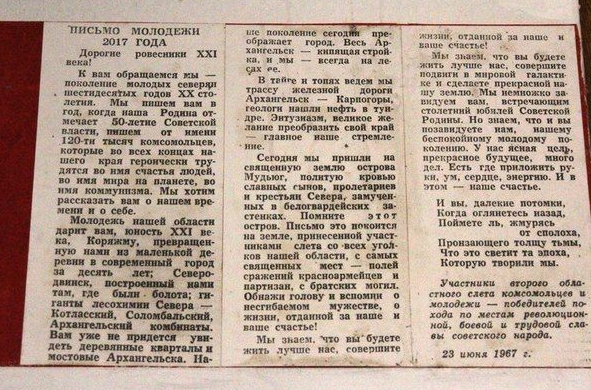 ПИСЬМО МОЛОДЕЖИ
2017 ГОДА
Дорогие ровесники XXI
века!
К вам обращаемся мы —
поколение молодых северян
шестидесятых годов XX сто-
летия. Мы пишем вам в
год, когда наша Родина от-
мечает 50-летие Советской
власти, пишем от имени
120-ти тысяч комсомольцев,
которые во всех концах на-
шего края героически тру-
дятся во имя счастья людей,
во имя мира на планете, во
имя коммунизма. Мы хотим
рассказать вам о нашем вре-
мени и о себе.
Молодежь нашей области
дарит вам, юность XXI ве-
ка, Коряжму, превращен-
ную нами из маленькой де-
ревни в современный город
за десять лет; Северо-
двинск, построенный нами
там, где были болота; ги-
ганты лесохимии Севера —
Котласский, Соломбальский,
Архангельский комбинаты.
Вам уже не придется уви-
деть деревянные кварталы и
мостовые Архангельска. На-
ше поколение сегодня пре-
ображает город. Весь Ар-
хангельск — кипящая строй-
ка, и мы — всегда на ле-
сах ее.
В тайге и топях ведем мы
трассу железной дороги
Архангельск — Карпогоры,
геологи нашли нефть в тун-
дре. Энтузиазм, великое же-
лание преобразить свой край
— главное наше стремле-
ние.
Сегодня мы пришли на
священную землю острова
Мудьюг, политую кровью
славных сынов, пролетариев
и крестьян Севера, замучен-
ных в белогвардейских за-
стенках. Помните этот
остров. Письмо это покоится
на земле, принесенной участ-
никами слета со всех угол-
ков нашей области, с самых
священных мест — полей
сражений красноармейцев и
партизан, с братских могил.
Обнажи голову и вспомни о
несгибаемом мужестве, о
жизни, отданной за наше и
ваше счастье!
Мы знаем, что вы будете
жить лучше нас, совершите
жизни, отданной за наше и
ваше счастье!
Мы знаем, что вы будете
жить лучше нас, совершите
подвиги в мировой галакти-
ке и сделаете прекрасной на-
шу землю. Мы немножко за-
видуем вам, встречающим
столетний юбилей Советской
Родины. Но знаем, что и вы
позавидуете нам, нашему
беспокойному молодому по-
колению. У нас ясная цель,
прекрасное будущее, много
дел. Есть где приложить ру-
ки, ум, сердце, энергию. И в
этом — наше счастье.
И вы, далекие потомки,
Когда оглянетесь назад,
Поймете ль, жмурясь
от сполоха,
Пронзающего толщу тьмы,
Что это светит та эпоха,
Которую творили мы.
Участники второго обла-
стного слета комсомольцев и
молодежи — победителей по-
хода по местам революцион-
ной, боевой и трудовой сла-
вы советского народа.
23 июня 1967 г.